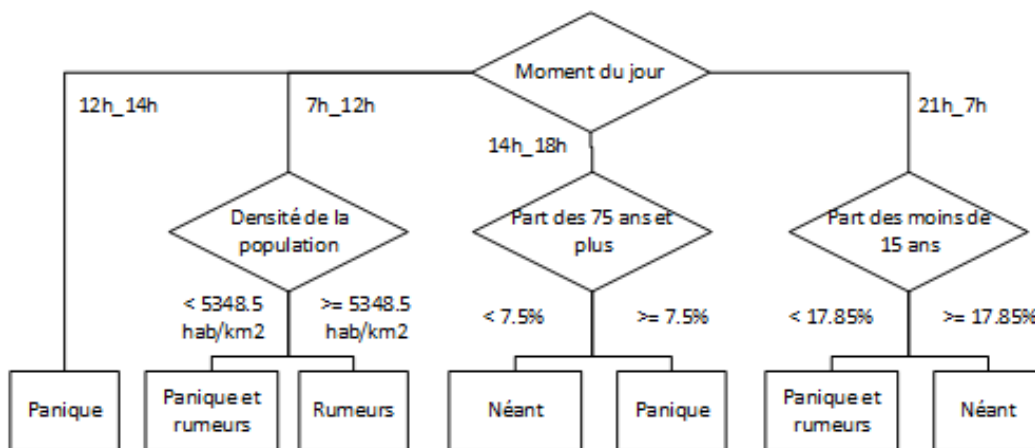 Moment du jour
12h_14h
7h_12h
14h_18h
21h_7h
Densité de la
population
Part des 75 ans et
plus
Part des moins de
15 ans
< 5348.5
hab/km2
>= 5348.5
hab/km2
< 7.5%
>= 7.5%
< 17.85%
>= 17.85%
Panique
Panique et
rumeurs
Rumeurs
Néant
Panique
Panique et
rumeurs
Néant